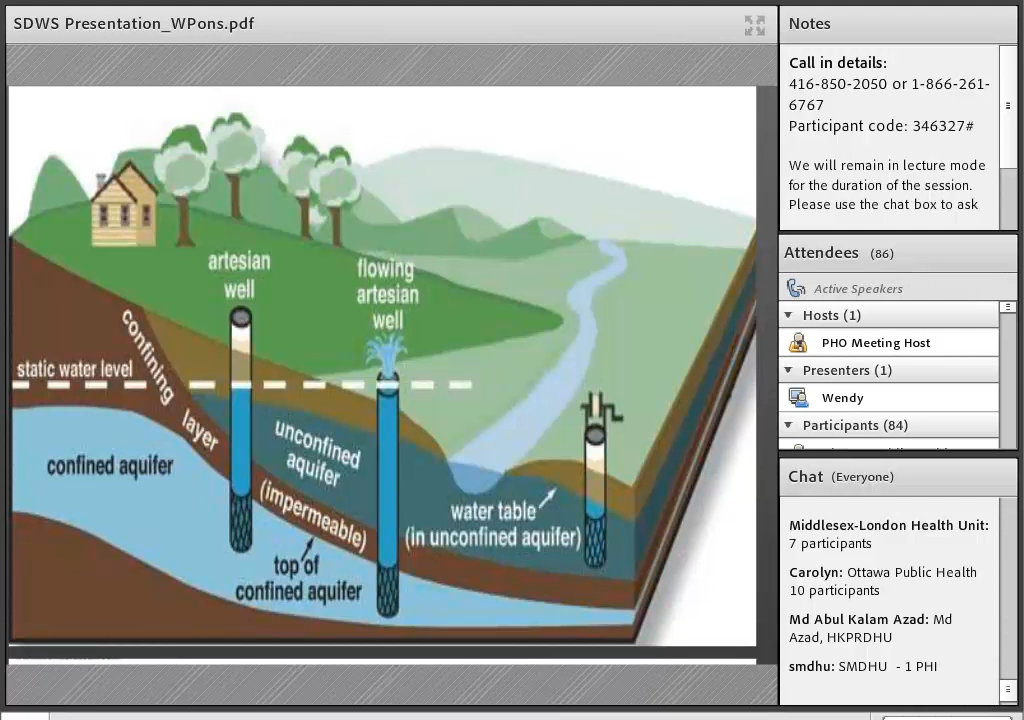 SDWS Presentation_WPons.pdf
artesian
well
flowing
artesian
well
confining
layer
static water level
confined aquifer
unconfined
aquifer
(impermeable)
water table
(in unconfined aquifer)
top of
confined aquifer
Notes
Call in details:
416-850-2050 or 1-866-261-
6767
Participant code: 346327#
We will remain in lecture mode
for the duration of the session.
Please use the chat box to ask
Attendees (86)
Active Speakers
Hosts (1)
PHO Meeting Host
Presenters (1)
Wendy
Participants (84)
Chat (Everyone)
Middlesex-London Health Unit:
7 participants
Carolyn: Ottawa Public Health
10 participants
Md Abul Kalam Azad: Md
Azad, HKPRDHU
smdhu: SMDHU - 1 PHI